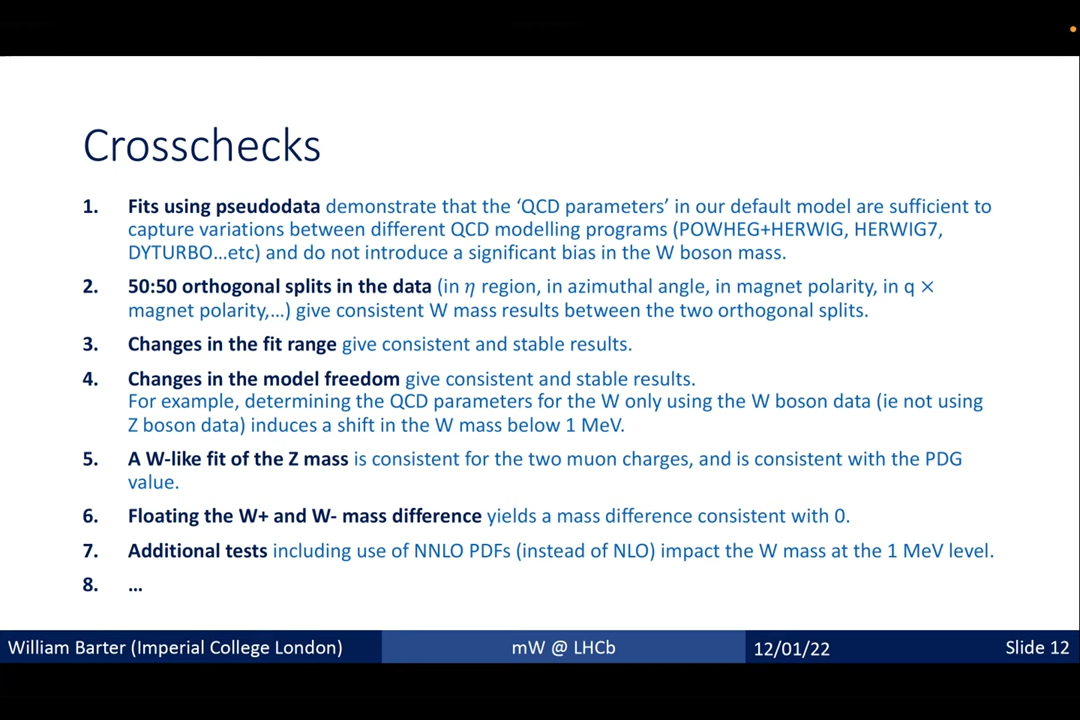 Crosschecks
1. Fits using pseudodata demonstrate that the ‘QCD parameters’ in our default model are sufficient to
capture variations between different QCD modelling programs (POWHEG+HERWIG, HERWIG7,
DYTURBO...etc) and do not introduce a significant bias in the W boson mass.
2. 50:50 orthogonal splits in the data (in η region, in azimuthal angle, in magnet polarity, in q ×
magnet polarity,...) give consistent W mass results between the two orthogonal splits.
3. Changes in the fit range give consistent and stable results.
4. Changes in the model freedom give consistent and stable results.
For example, determining the QCD parameters for the W only using the W boson data (ie not using
Z boson data) induces a shift in the W mass below 1 MeV.
5. A W-like fit of the Z mass is consistent for the two muon charges, and is consistent with the PDG
value.
6. Floating the W+ and W- mass difference yields a mass difference consistent with 0.
7. Additional tests including use of NNLO PDFs (instead of NLO) impact the W mass at the 1 MeV level.
8. ...
William Barter (Imperial College London) mW @ LHCb 12/01/22 Slide 12